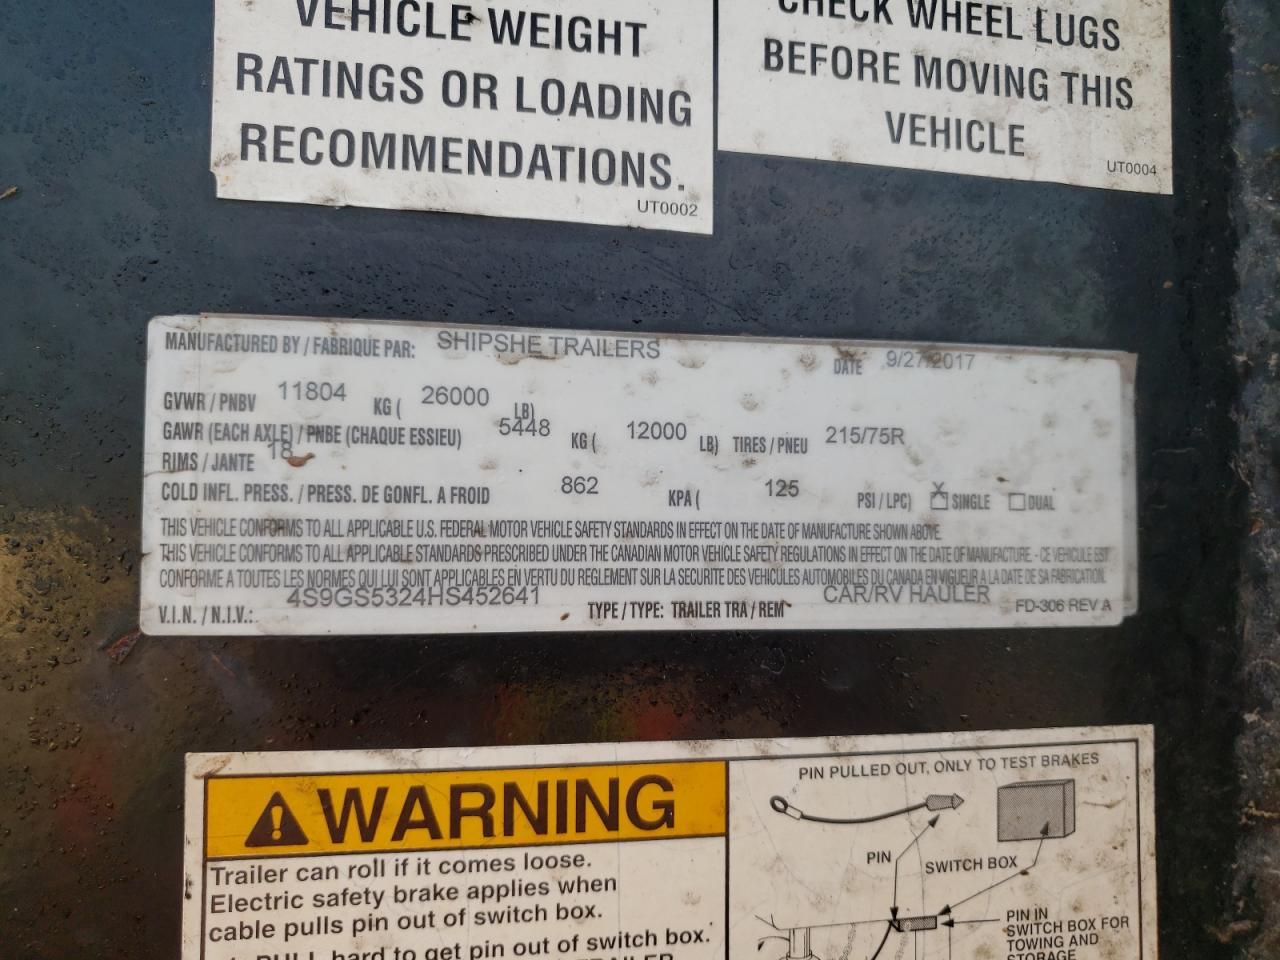 VEHICLE WEIGHT
RATINGS OR LOADING
RECOMMENDATIONS.
UT0002
CHECK WHEEL LUGS
BEFORE MOVING THIS
VEHICLE
UT0004
MANUFACTURED BY / FABRIQUE PAR: SHIPSHE TRAILERS DATE 9/27/2017
GVWR / PNBV 11804 KG ( 26000 LB)
GAWR (EACH AXLE) / PNBE (CHAQUE ESSIEU) 5448 KG ( 12000 LB) TIRES / PNEU 215/75R
RIMS / JANTE 18
COLD INFL. PRESS. / PRESS. DE GONFL. A FROID 862 KPA ( 125 PSI / LPC) X SINGLE DUAL
THIS VEHICLE CONFORMS TO ALL APPLICABLE U.S. FEDERAL MOTOR VEHICLE SAFETY STANDARDS IN EFFECT ON THE DATE OF MANUFACTURE SHOWN ABOVE.
THIS VEHICLE CONFORMS TO ALL APPLICABLE STANDARDS PRESCRIBED UNDER THE CANADIAN MOTOR VEHICLE SAFETY REGULATIONS IN EFFECT ON THE DATE OF MANUFACTURE. - CE VEHICULE EST
CONFORME A TOUTES LES NORMES QUI LUI SONT APPLICABLES EN VERTU DU REGLEMENT SUR LA SECURITE DES VEHICULES AUTOMOBILES DU CANADA EN VIGUEUR A LA DATE DE SA FABRICATION.
V.I.N. / N.I.V.: 4S9GS5324HS452641 TYPE / TYPE: TRAILER TRA / REM CAR/RV HAULER FD-306 REV A
WARNING
Trailer can roll if it comes loose.
Electric safety brake applies when
cable pulls pin out of switch box.
hard to get pin out of switch box.
PIN PULLED OUT, ONLY TO TEST BRAKES
PIN
SWITCH BOX
PIN IN
SWITCH BOX FOR
TOWING AND
STORAGE